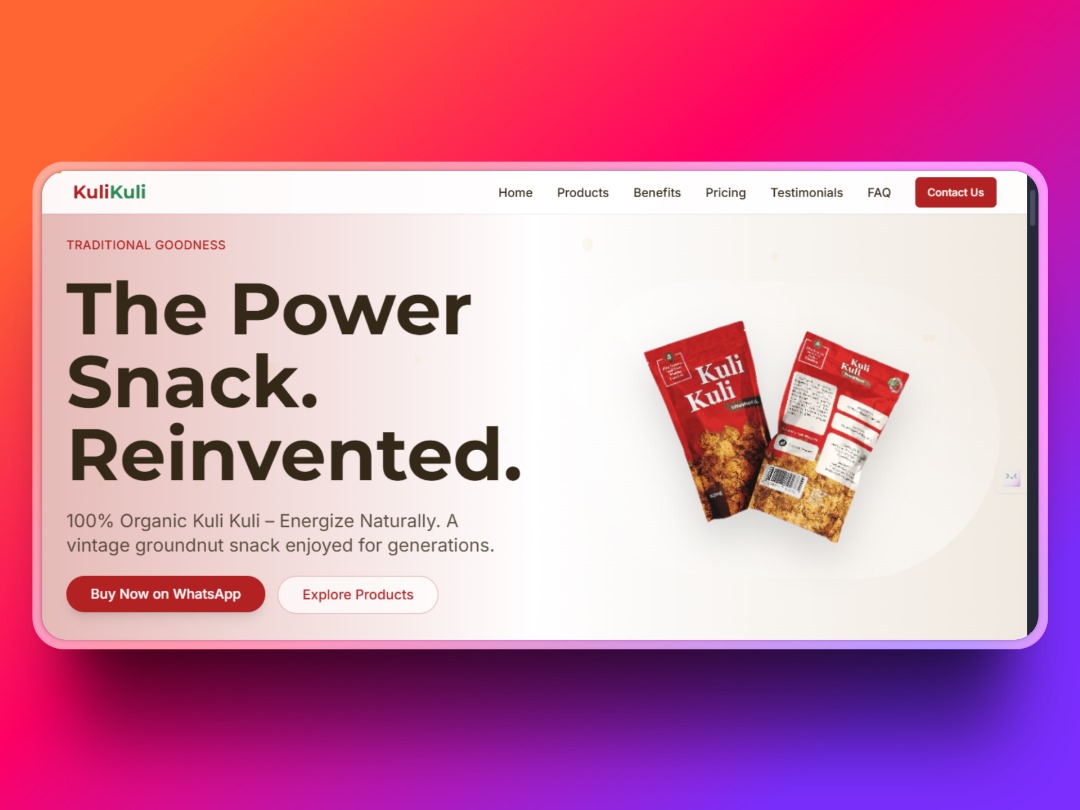 KuliKuli
Home Products Benefits Pricing Testimonials FAQ Contact Us
TRADITIONAL GOODNESS
The Power
Snack.
Reinvented.
100% Organic Kuli Kuli – Energize Naturally. A
vintage groundnut snack enjoyed for generations.
Buy Now on WhatsApp
Explore Products
Kuli
Kuli
Kuli
Kuli